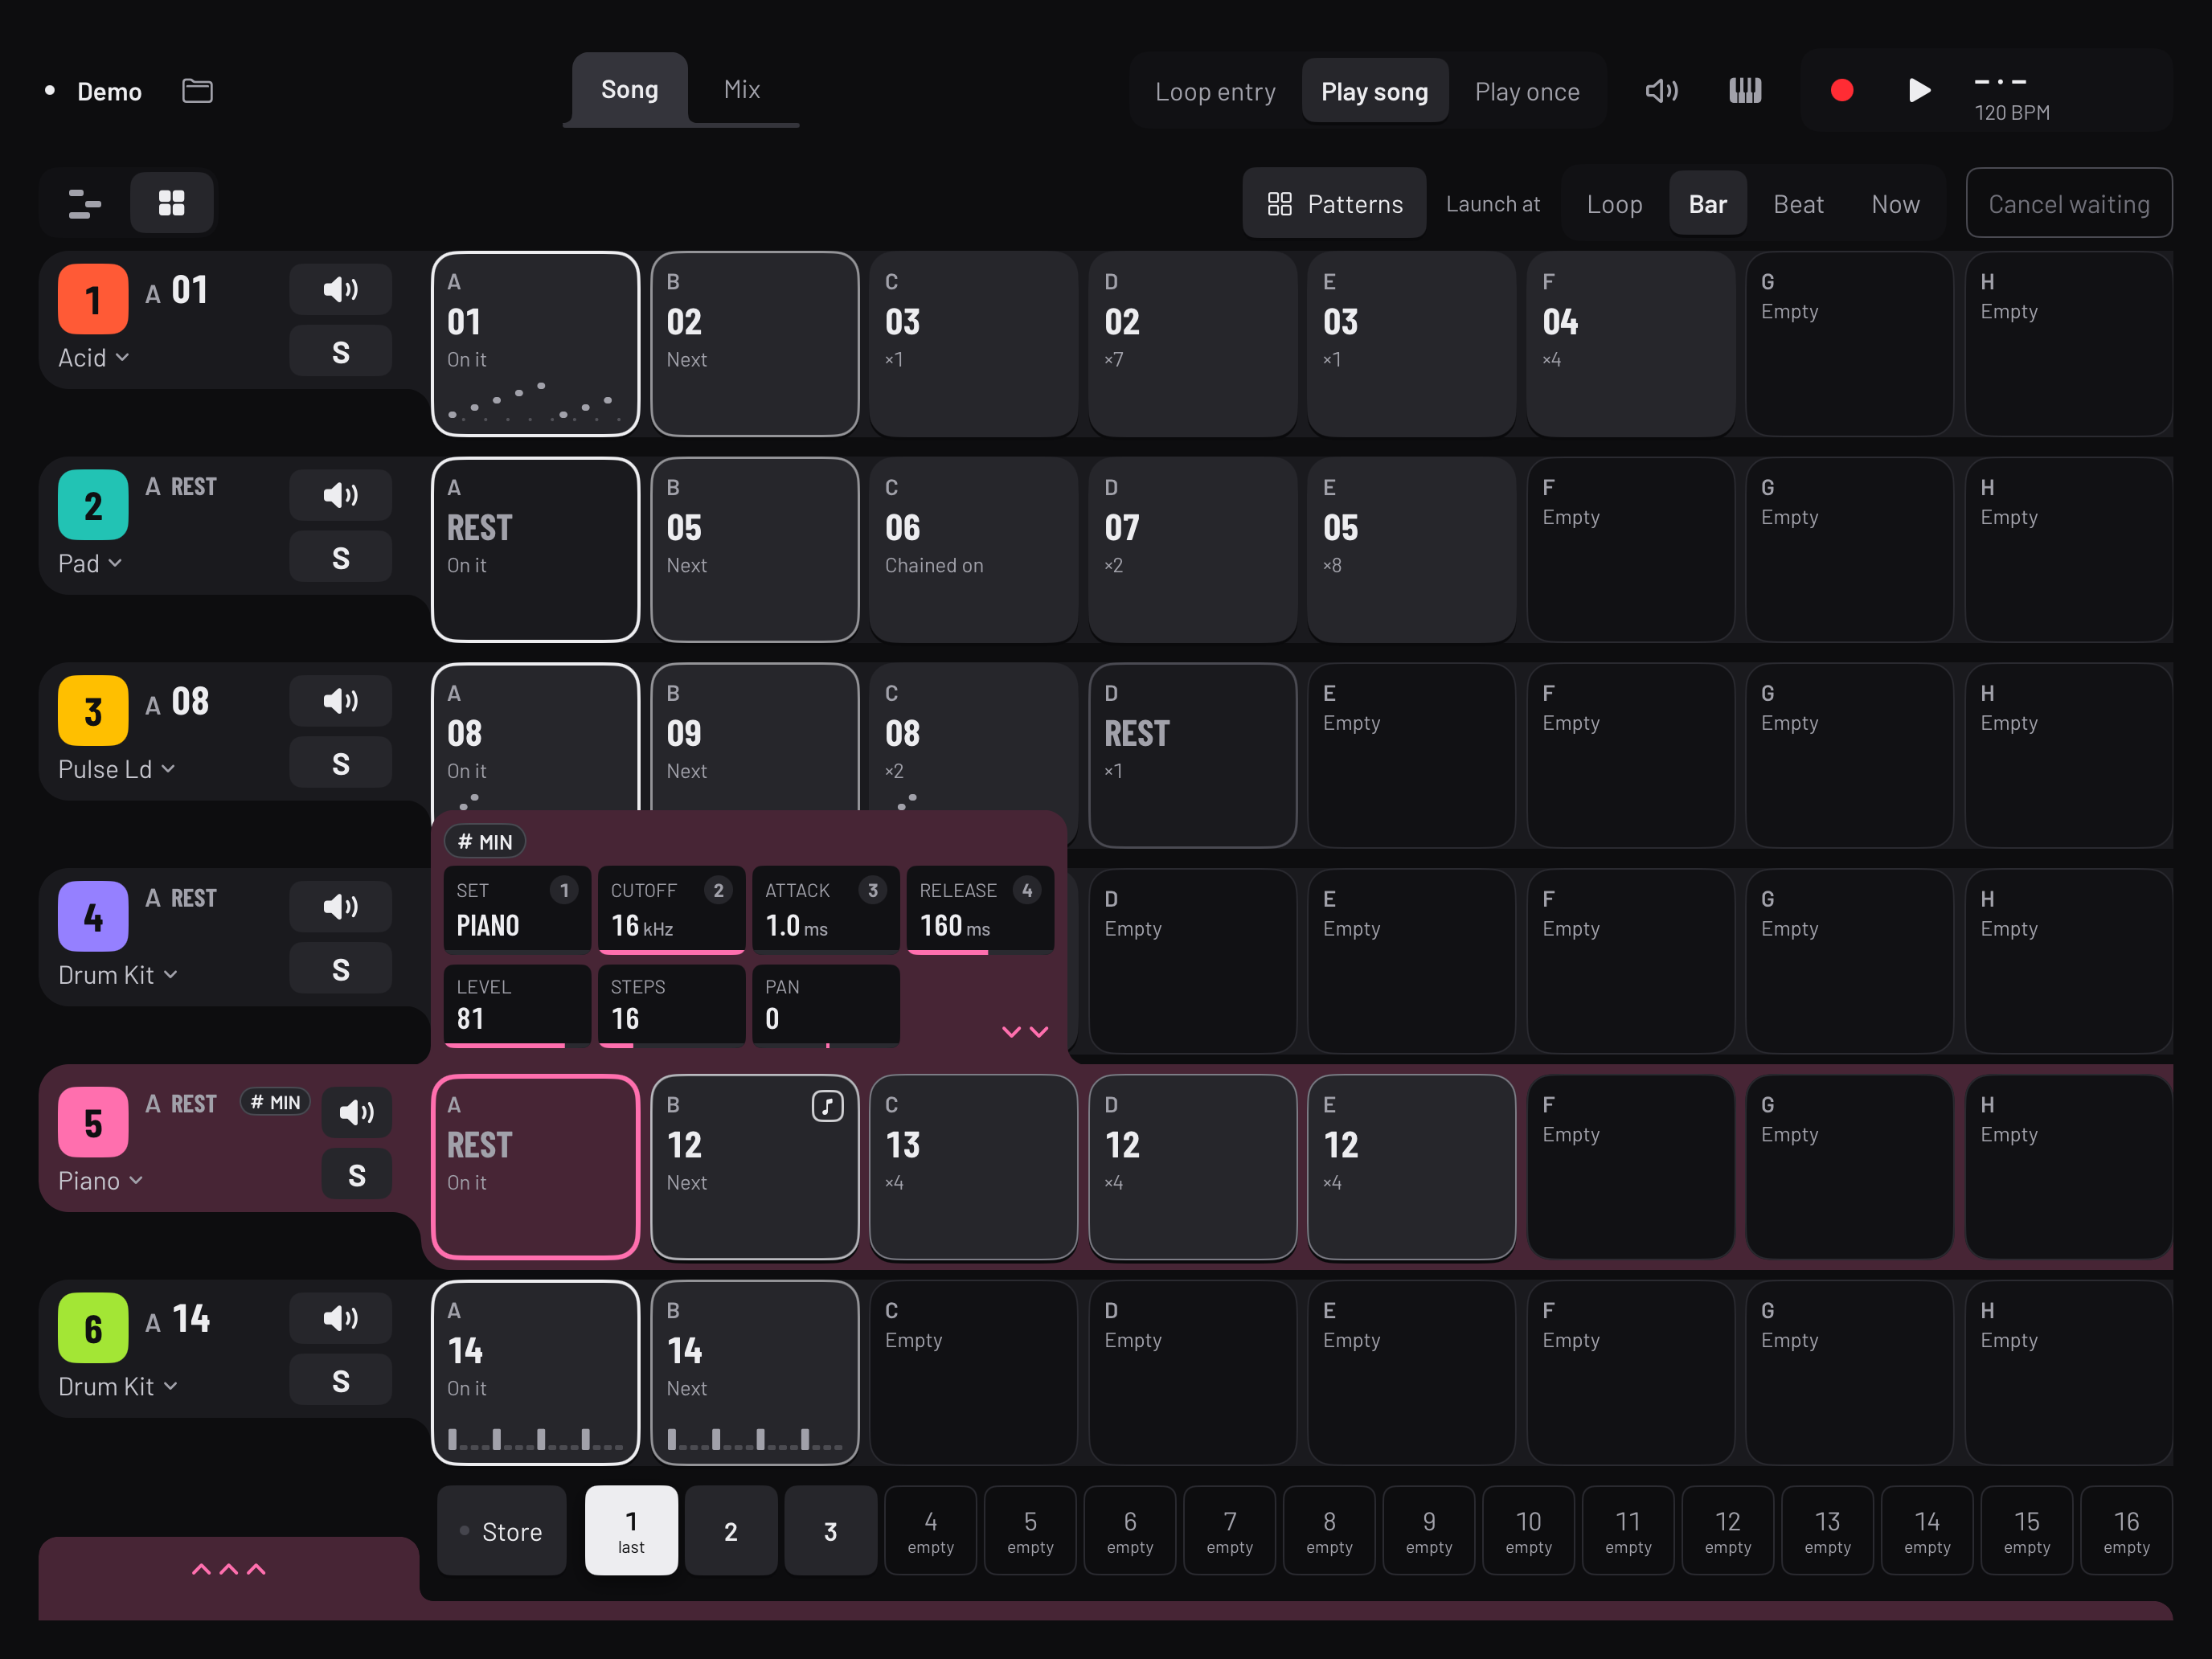 Demo
Song
Mix
Loop entry
Play song
Play once
120 BPM
Patterns
Launch at
Loop
Bar
Beat
Now
Cancel waiting
1
A 01
Acid
S
A
01
On it
B
02
Next
C
03
×1
D
02
×7
E
03
×1
F
04
×4
G
Empty
H
Empty
2
A REST
Pad
S
A
REST
On it
B
05
Next
C
06
Chained on
D
07
×2
E
05
×8
F
Empty
G
Empty
H
Empty
3
A 08
Pulse Ld
S
A
08
On it
B
09
Next
C
08
×2
D
REST
×1
E
Empty
F
Empty
G
Empty
H
Empty
# MIN
SET 1
PIANO
CUTOFF 2
16 kHz
ATTACK 3
1.0 ms
RELEASE 4
160 ms
LEVEL
81
STEPS
16
PAN
0
4
A REST
Drum Kit
S
D
Empty
E
Empty
F
Empty
G
Empty
H
Empty
5
A REST
# MIN
Piano
S
A
REST
On it
B
12
Next
C
13
×4
D
12
×4
E
12
×4
F
Empty
G
Empty
H
Empty
6
A 14
Drum Kit
S
A
14
On it
B
14
Next
C
Empty
D
Empty
E
Empty
F
Empty
G
Empty
H
Empty
Store
1
last
2
3
4
empty
5
empty
6
empty
7
empty
8
empty
9
empty
10
empty
11
empty
12
empty
13
empty
14
empty
15
empty
16
empty